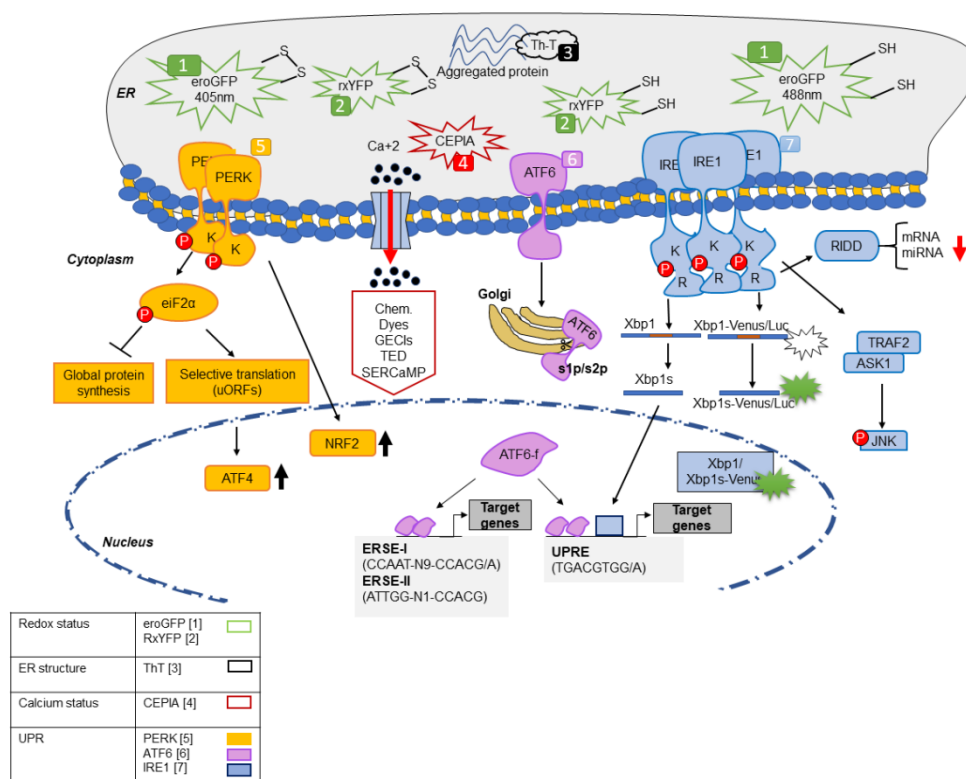 1
eroGFP
405nm
S
S
ER
rxYFP
2
S
S
Th-T
3
Aggregated protein
SH
rxYFP
2
SH
1
eroGFP
488nm
SH
SH
Ca+2
CEPIA
4
5
PERK
6
ATF6
7
IRE1
K
K
P
P
K
K
K
P
P
P
R
R
R
Cytoplasm
P
eiF2α
Global protein
synthesis
Selective translation
(uORFs)
NRF2
ATF4
Chem.
Dyes
GECIs
TED
SERCaMP
Golgi
ATF6
s1p/s2p
Xbp1
Xbp1-Venus/Luc
Xbp1s
Xbp1s-Venus/Luc
RIDD
mRNA
miRNA
TRAF2
ASK1
P
JNK
ATF6-f
Xbp1/
Xbp1s-Venus
Target
genes
Target
genes
Nucleus
ERSE-I
(CCAAT-N9-CCACG/A)
ERSE-II
(ATTGG-N1-CCACG)
UPRE
(TGACGTGG/A)
Redox status
eroGFP [1]
RxYFP [2]
ER structure
ThT [3]
Calcium status
CEPIA [4]
UPR
PERK [5]
ATF6 [6]
IRE1 [7]